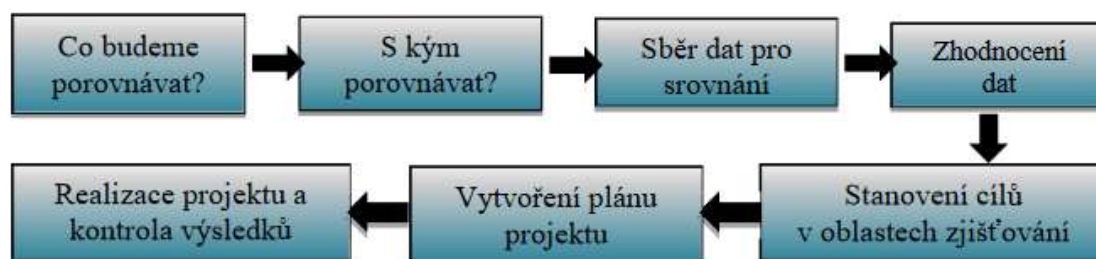 Co budeme
porovnávat?
S kým
porovnávat?
Sběr dat pro
srovnání
Zhodnocení
dat
Stanovení cílů
v oblastech zjišťování
Vytvoření plánu
projektu
Realizace projektu a
kontrola výsledků